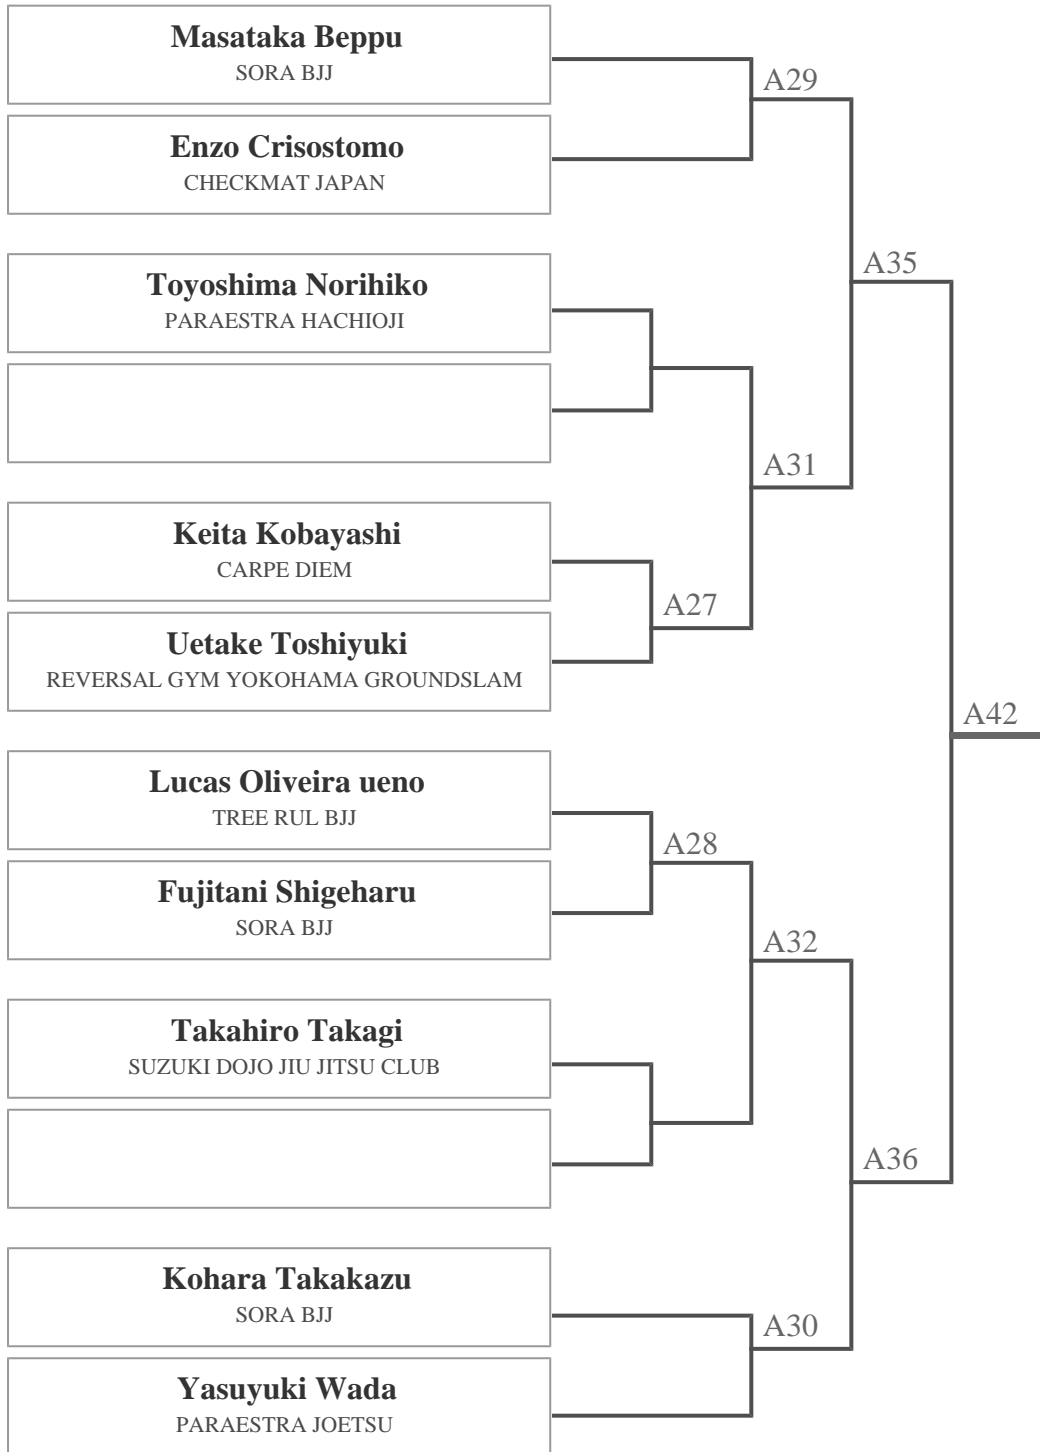 Masataka Beppu
SORA BJJ
A29
Enzo Crisostomo
CHECKMAT JAPAN
A35
Toyoshima Norihiko
PARAESTRA HACHIOJI
A31
Keita Kobayashi
CARPE DIEM
A27
Uetake Toshiyuki
REVERSAL GYM YOKOHAMA GROUNDSLAM
A42
Lucas Oliveira ueno
TREE RUL BJJ
A28
Fujitani Shigeharu
SORA BJJ
A32
Takahiro Takagi
SUZUKI DOJO JIU JITSU CLUB
A36
Kohara Takakazu
SORA BJJ
A30
Yasuyuki Wada
PARAESTRA JOETSU